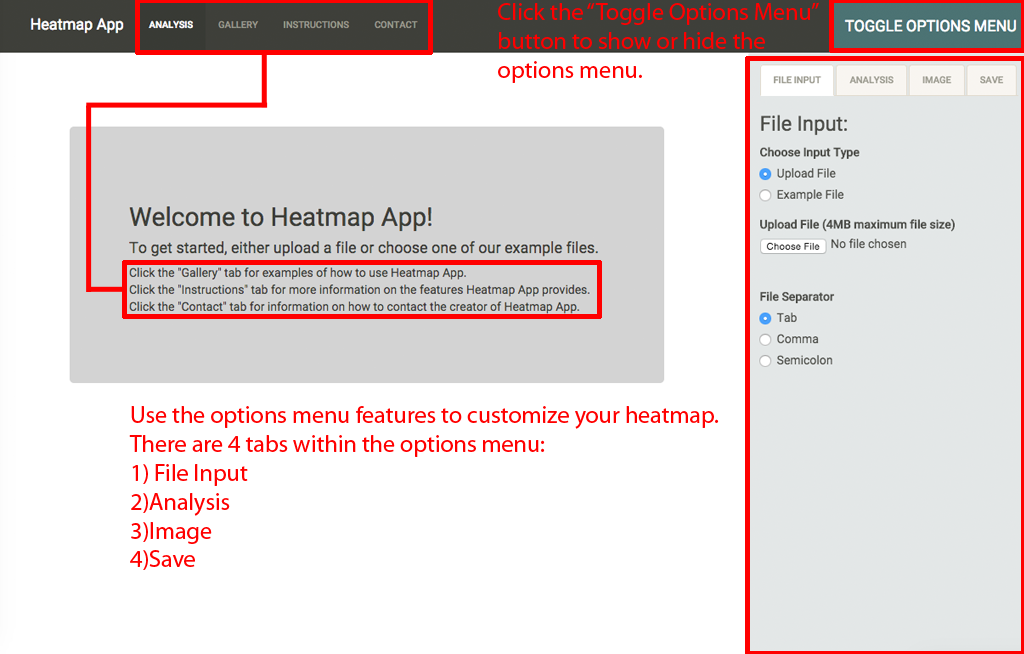 Heatmap App
ANALYSIS
GALLERY
INSTRUCTIONS
CONTACT
Click the "Toggle Options Menu"
button to show or hide the
options menu.
TOGGLE OPTIONS MENU
FILE INPUT
ANALYSIS
IMAGE
SAVE
File Input:
Choose Input Type
Upload File
Example File
Upload File (4MB maximum file size)
Choose File No file chosen
File Separator
Tab
Comma
Semicolon
Welcome to Heatmap App!
To get started, either upload a file or choose one of our example files.
Click the "Gallery" tab for examples of how to use Heatmap App.
Click the "Instructions" tab for more information on the features Heatmap App provides.
Click the "Contact" tab for information on how to contact the creator of Heatmap App.
Use the options menu features to customize your heatmap.
There are 4 tabs within the options menu:
1) File Input
2)Analysis
3)Image
4)Save